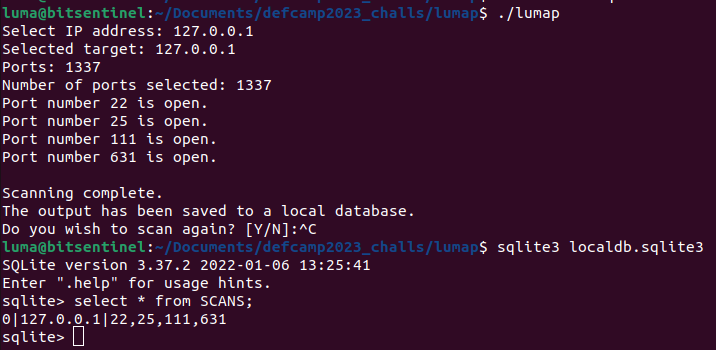 luma@bitsentinel:~/Documents/defcamp2023_challs/lumap$ ./lumap
Select IP address: 127.0.0.1
Selected target: 127.0.0.1
Ports: 1337
Number of ports selected: 1337
Port number 22 is open.
Port number 25 is open.
Port number 111 is open.
Port number 631 is open.

Scanning complete.
The output has been saved to a local database.
Do you wish to scan again? [Y/N]:^C
luma@bitsentinel:~/Documents/defcamp2023_challs/lumap$ sqlite3 localdb.sqlite3
SQLite version 3.37.2 2022-01-06 13:25:41
Enter ".help" for usage hints.
sqlite> select * from SCANS;
0|127.0.0.1|22,25,111,631
sqlite>